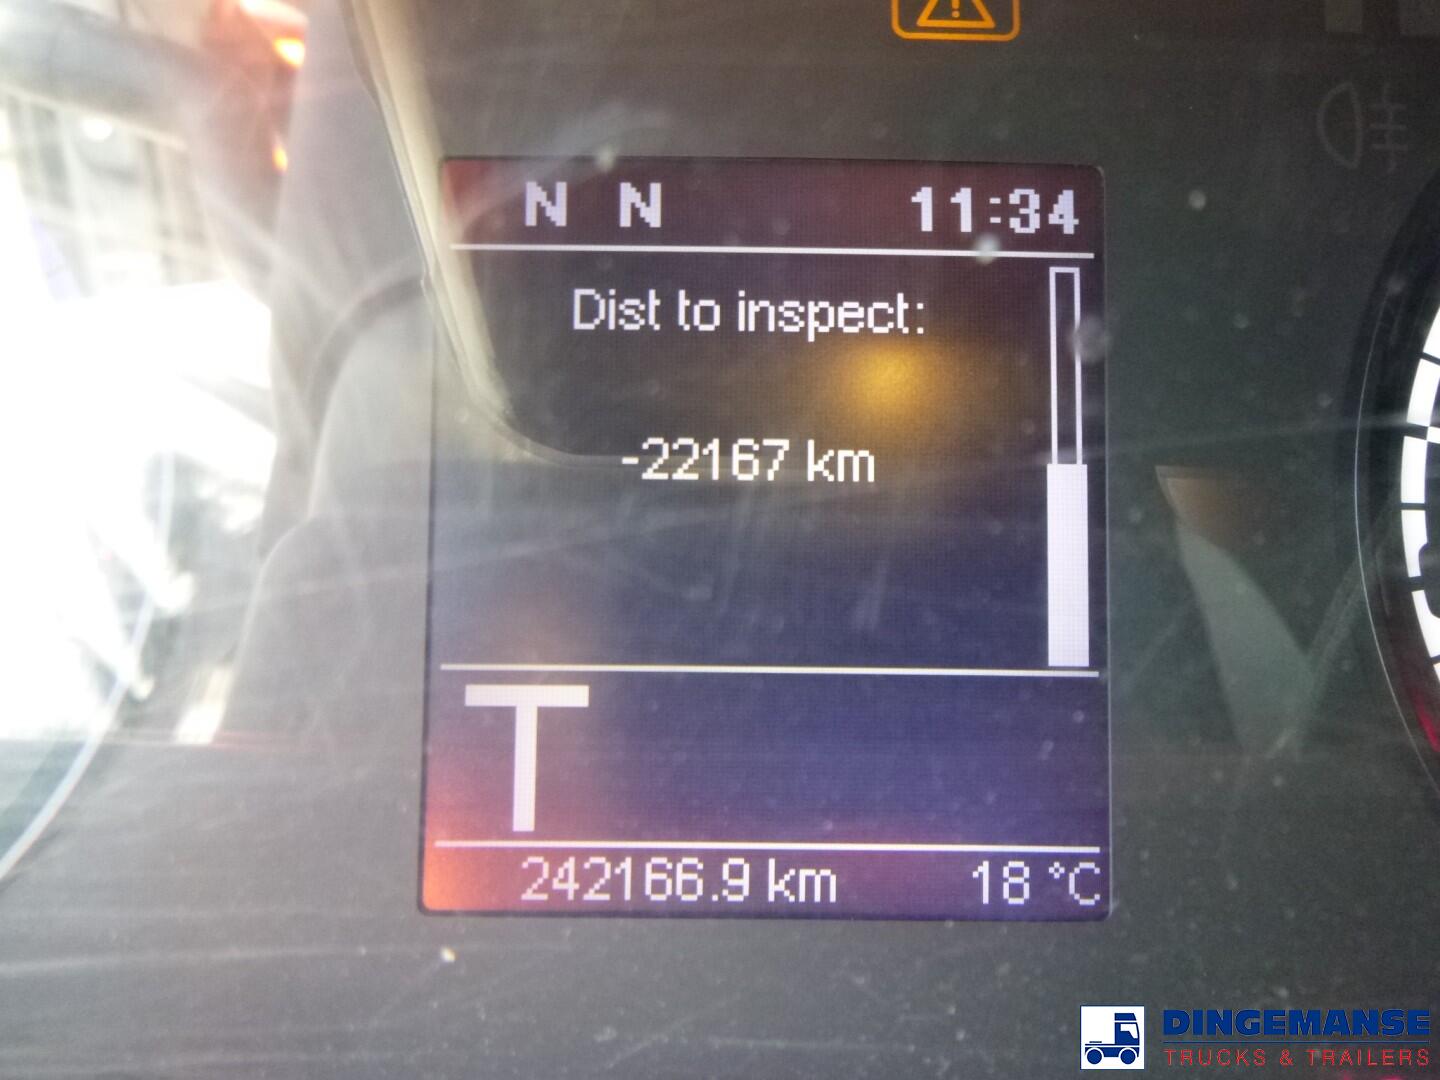 N N 11:34
Dist to inspect:
-22167 km
T
242166.9 km 18 °C
DINGEMANSE
TRUCKS & TRAILERS